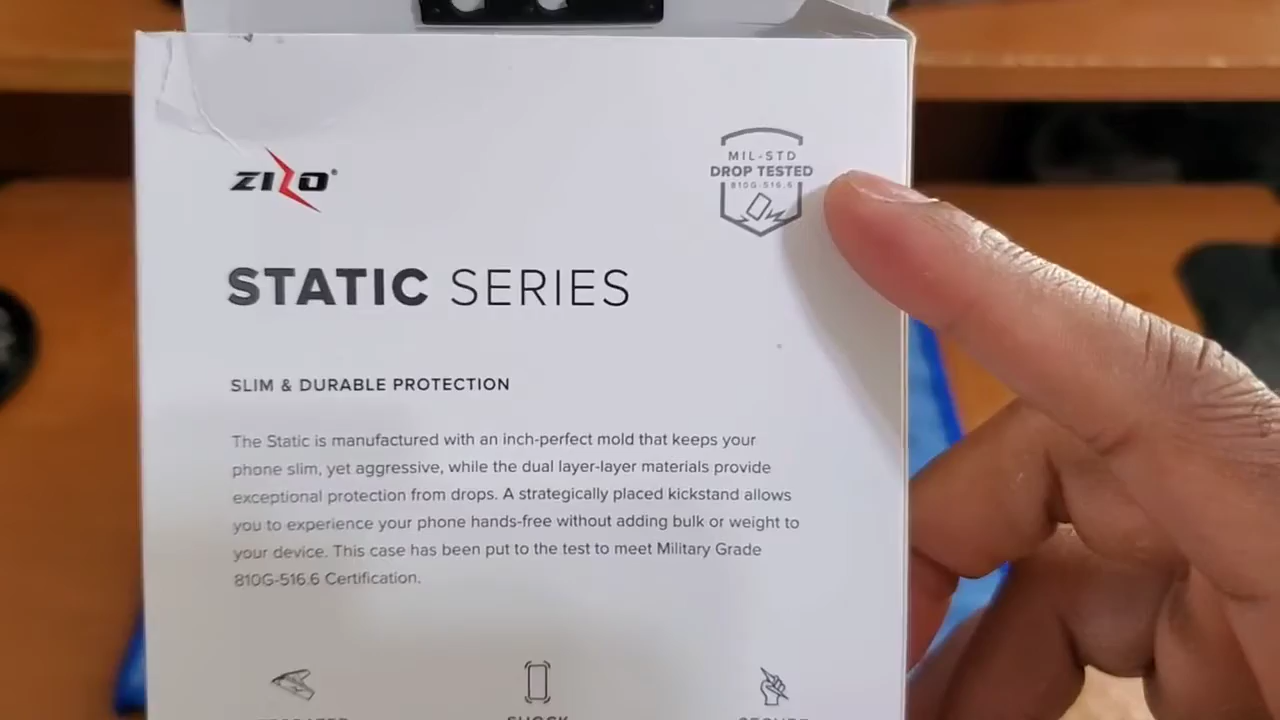 ZIZO®
MIL-STD
DROP TESTED
810G-516.6
STATIC SERIES
SLIM & DURABLE PROTECTION
The Static is manufactured with an inch-perfect mold that keeps your
phone slim, yet aggressive, while the dual layer-layer materials provide
exceptional protection from drops. A strategically placed kickstand allows
you to experience your phone hands-free without adding bulk or weight to
your device. This case has been put to the test to meet Military Grade
810G-516.6 Certification.
SHOCK